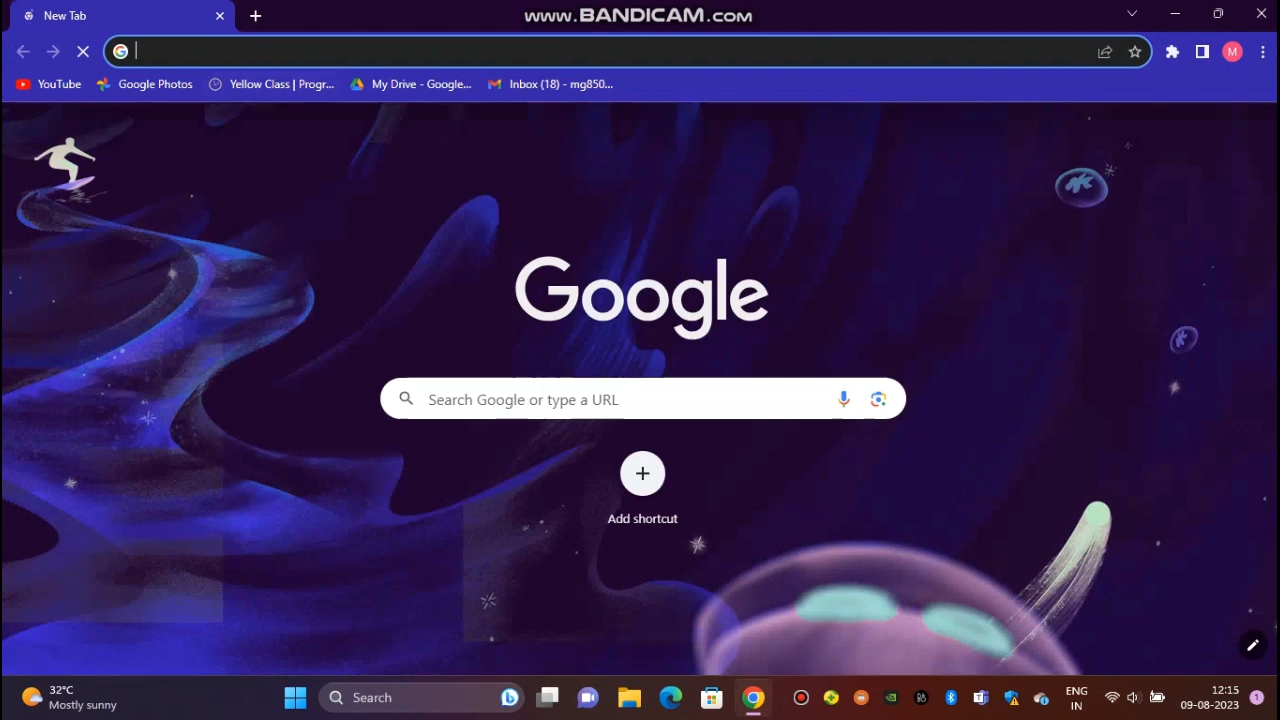 New Tab
www.BANDICAM.com
YouTube
Google Photos
Yellow Class | Progr...
My Drive - Google...
Inbox (18) - mg850...
M
Google
Search Google or type a URL
Add shortcut
32°C
Mostly sunny
Search
ENG
IN
12:15
09-08-2023
1